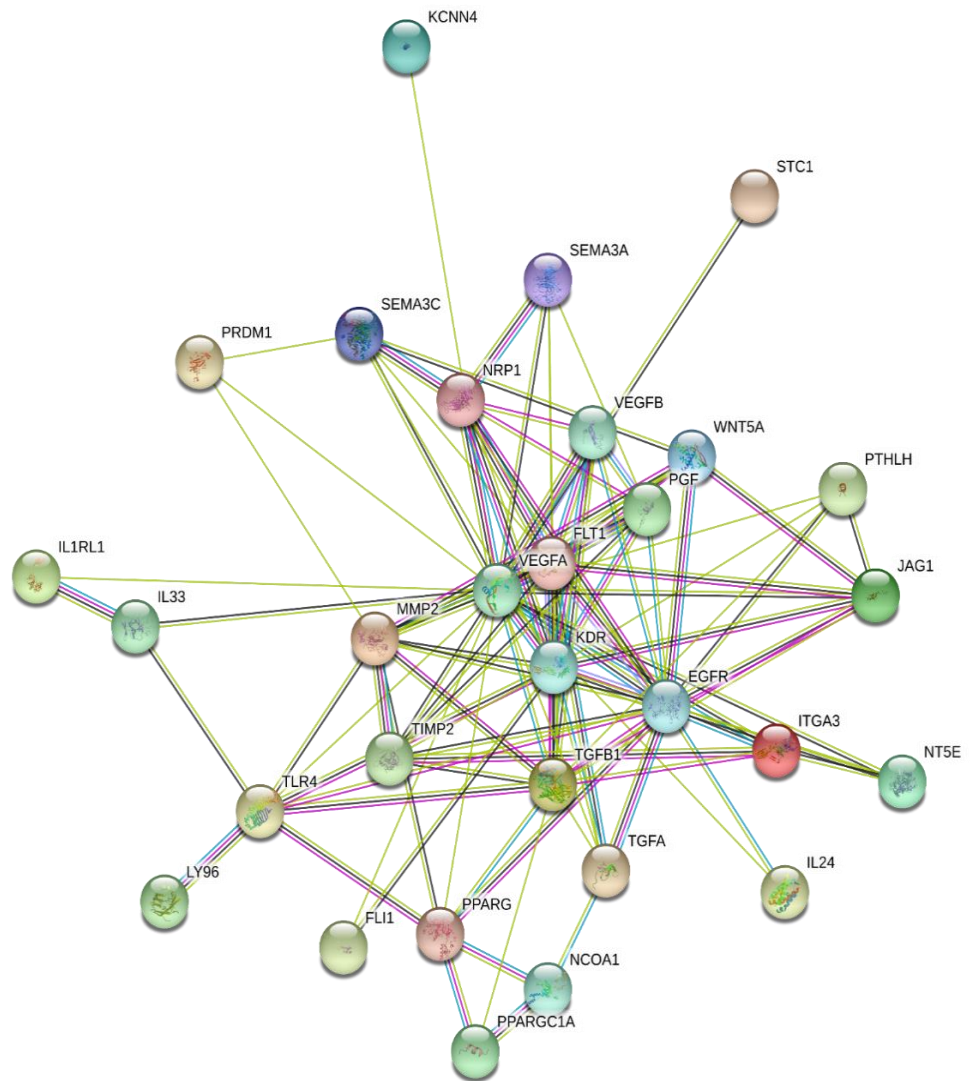 KCNN4
STC1
SEMA3A
SEMA3C
PRDM1
NRP1
VEGFB
WNT5A
PTHLH
PGF
FLT1
IL1RL1
VEGFA
JAG1
IL33
MMP2
KDR
EGFR
ITGA3
TIMP2
TGFB1
NT5E
TLR4
TGFA
IL24
LY96
PPARG
FLI1
NCOA1
PPARGC1A